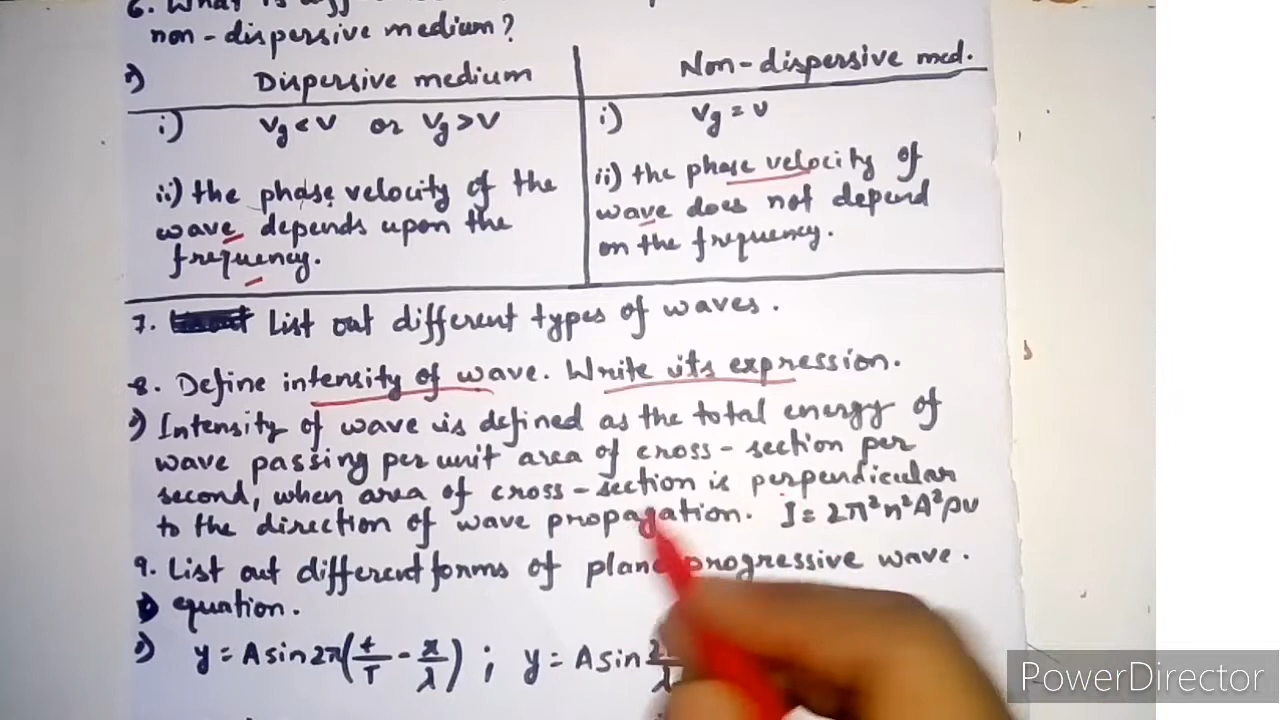 6. What is
non-dispersive medium?
Dispersive medium
Non-dispersive med.
i) Vg < V or Vg > V
i) Vg = v
ii) the phase velocity of the
wave depends upon the
frequency.
ii) the phase velocity of
wave does not depend
on the frequency.
7. List out different types of waves.
8. Define intensity of wave. Write its expression.
Intensity of wave is defined as the total energy of
wave passing per unit area of cross-section per
second, when area of cross-section is perpendicular
to the direction of wave propagation. I = 2π²n²A²ρv
9. List out different forms of plane progressive wave.
equation.
y = A sin 2π(t/T - x/λ) ; y = A sin
PowerDirector